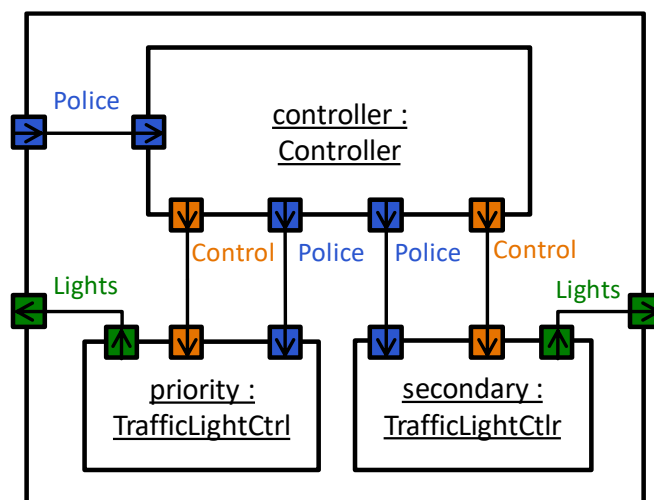 Police
controller :
Controller
Control
Police
Police
Control
Lights
Lights
priority :
TrafficLightCtrl
secondary :
TrafficLightCtlr